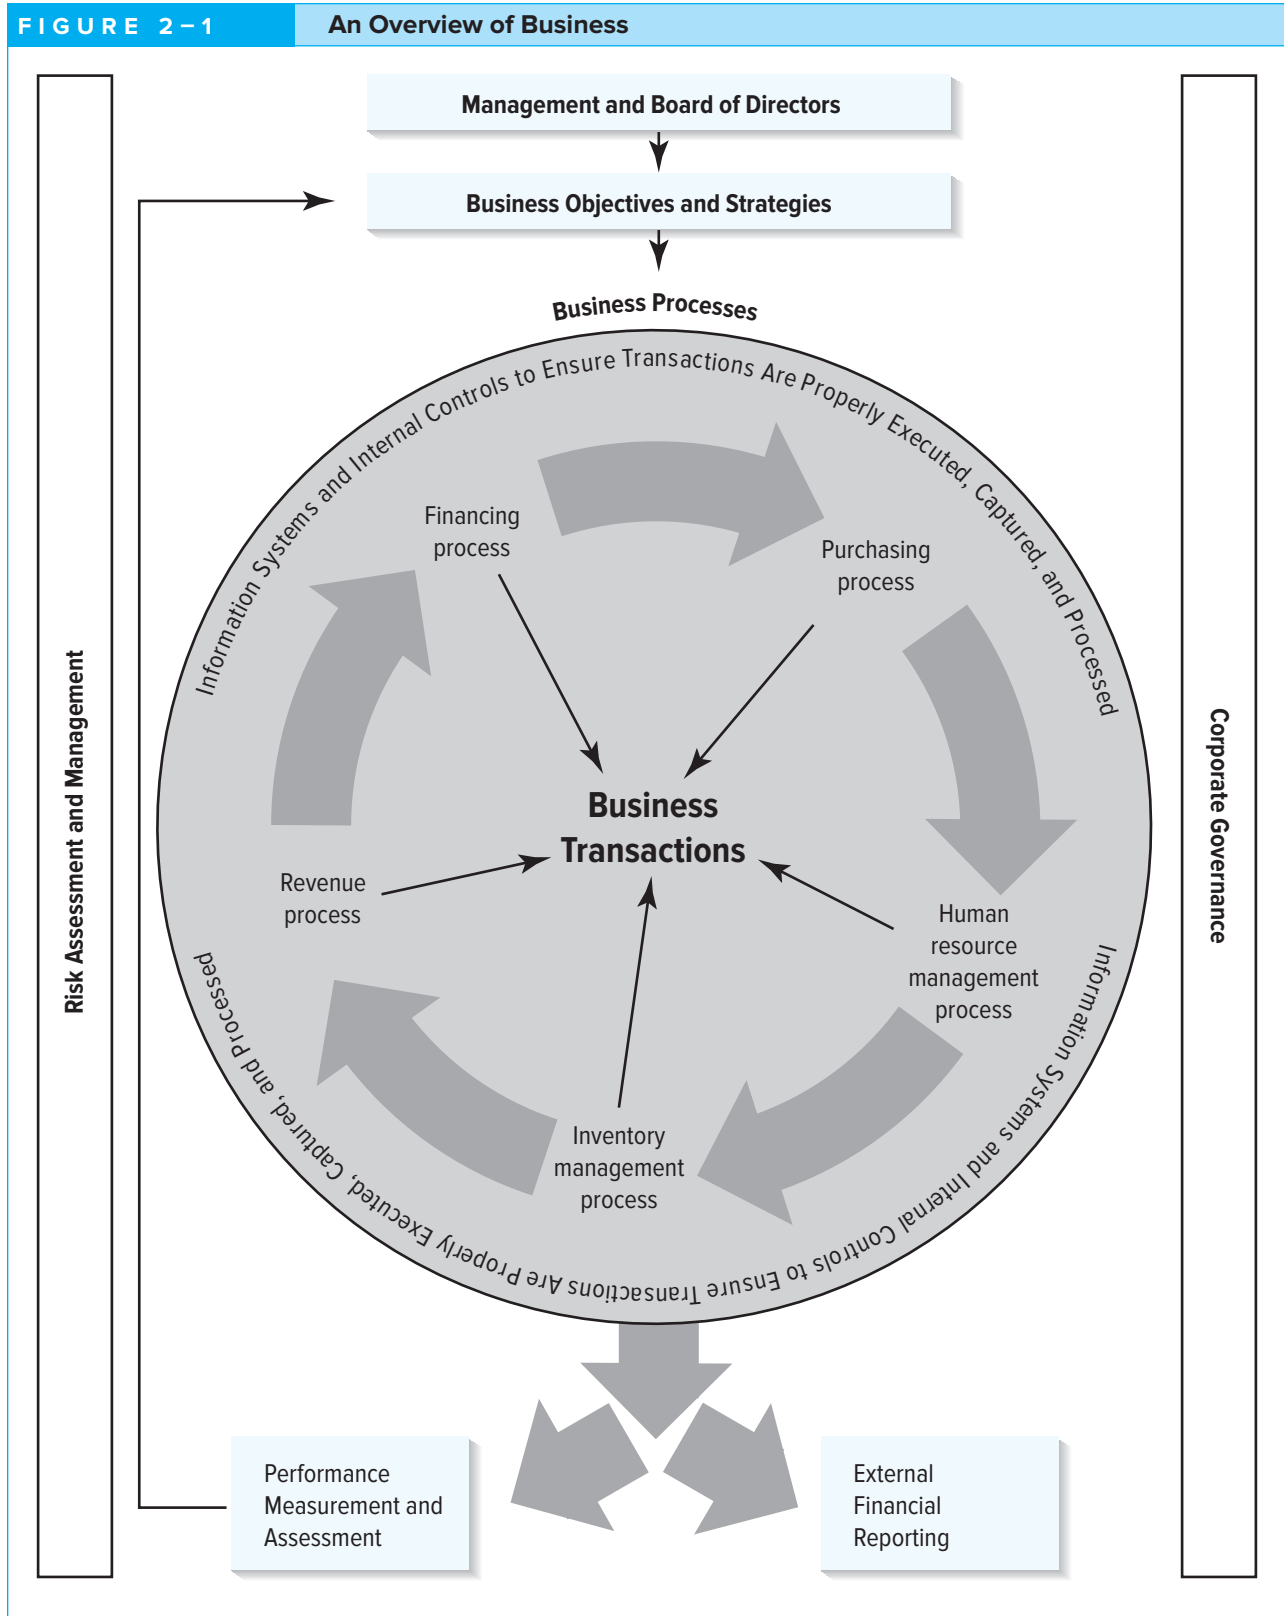 FIGURE 2–1
An Overview of Business
Management and Board of Directors
Business Objectives and Strategies
Business Processes
Information Systems and Internal Controls to Ensure Transactions Are Properly Executed, Captured, and Processed
Financing
process
Purchasing
process
Business
Transactions
Revenue
process
Human
resource
management
process
Inventory
management
process
Information Systems and Internal Controls to Ensure Transactions Are Properly Executed, Captured, and Processed
Risk Assessment and Management
Corporate Governance
Performance
Measurement and
Assessment
External
Financial
Reporting